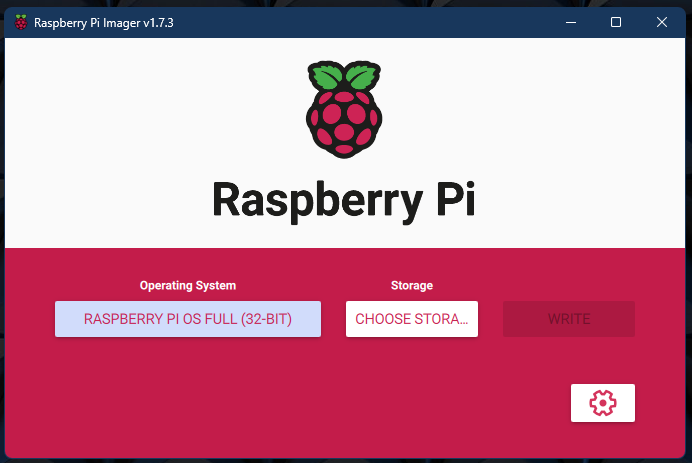 Raspberry Pi Imager v1.7.3
Raspberry Pi
Operating System
Storage
RASPBERRY PI OS FULL (32-BIT)
CHOOSE STORA...
WRITE